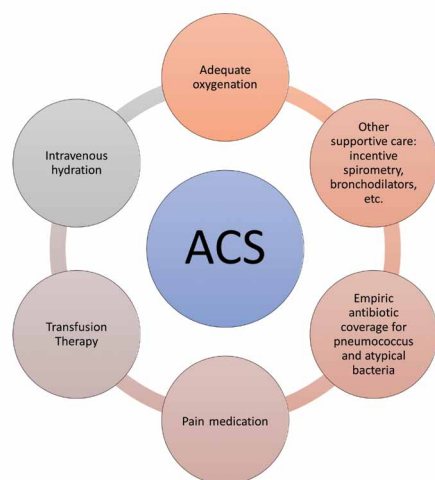 Adequate
oxygenation
Other
supportive care:
incentive
spirometry,
bronchodilators,
etc.
Empiric
antibiotic
coverage for
pneumococcus
and atypical
bacteria
Pain medication
Transfusion
Therapy
Intravenous
hydration
ACS